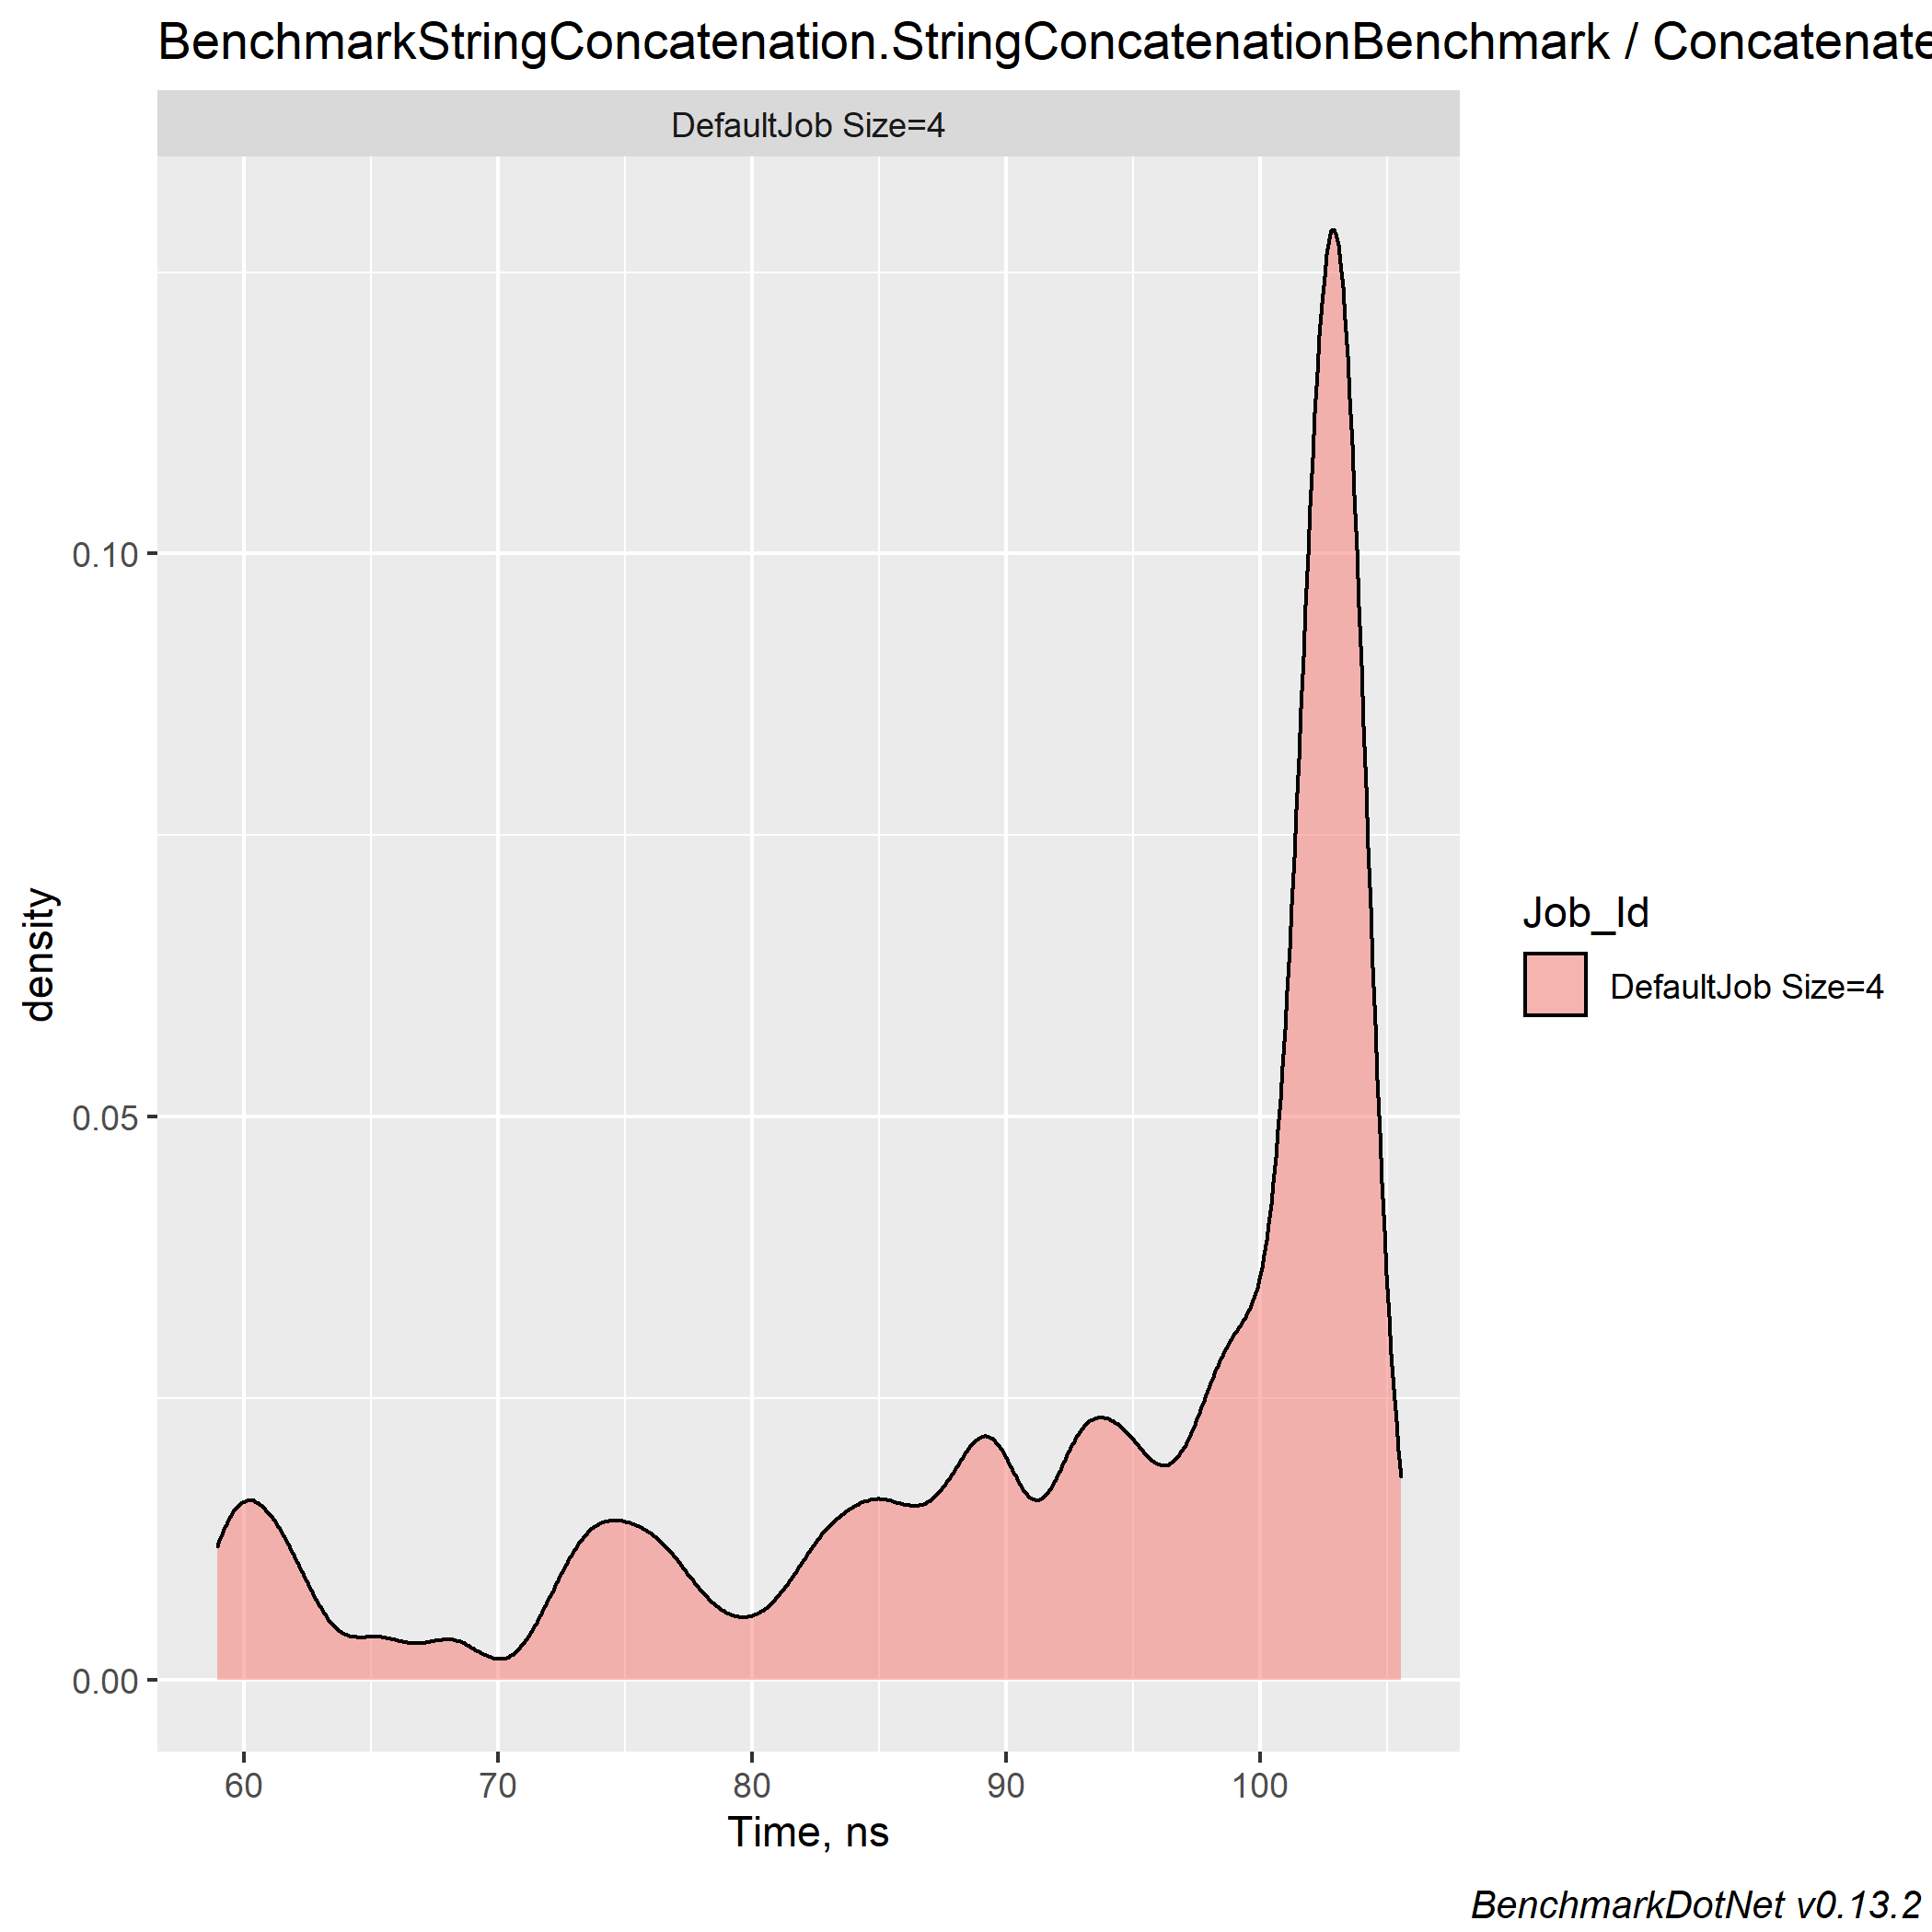 BenchmarkStringConcatenation.StringConcatenationBenchmark / Concatenate
DefaultJob Size=4
0.10
0.05
0.00
density
60 70 80 90 100
Time, ns
Job_Id
DefaultJob Size=4
BenchmarkDotNet v0.13.2